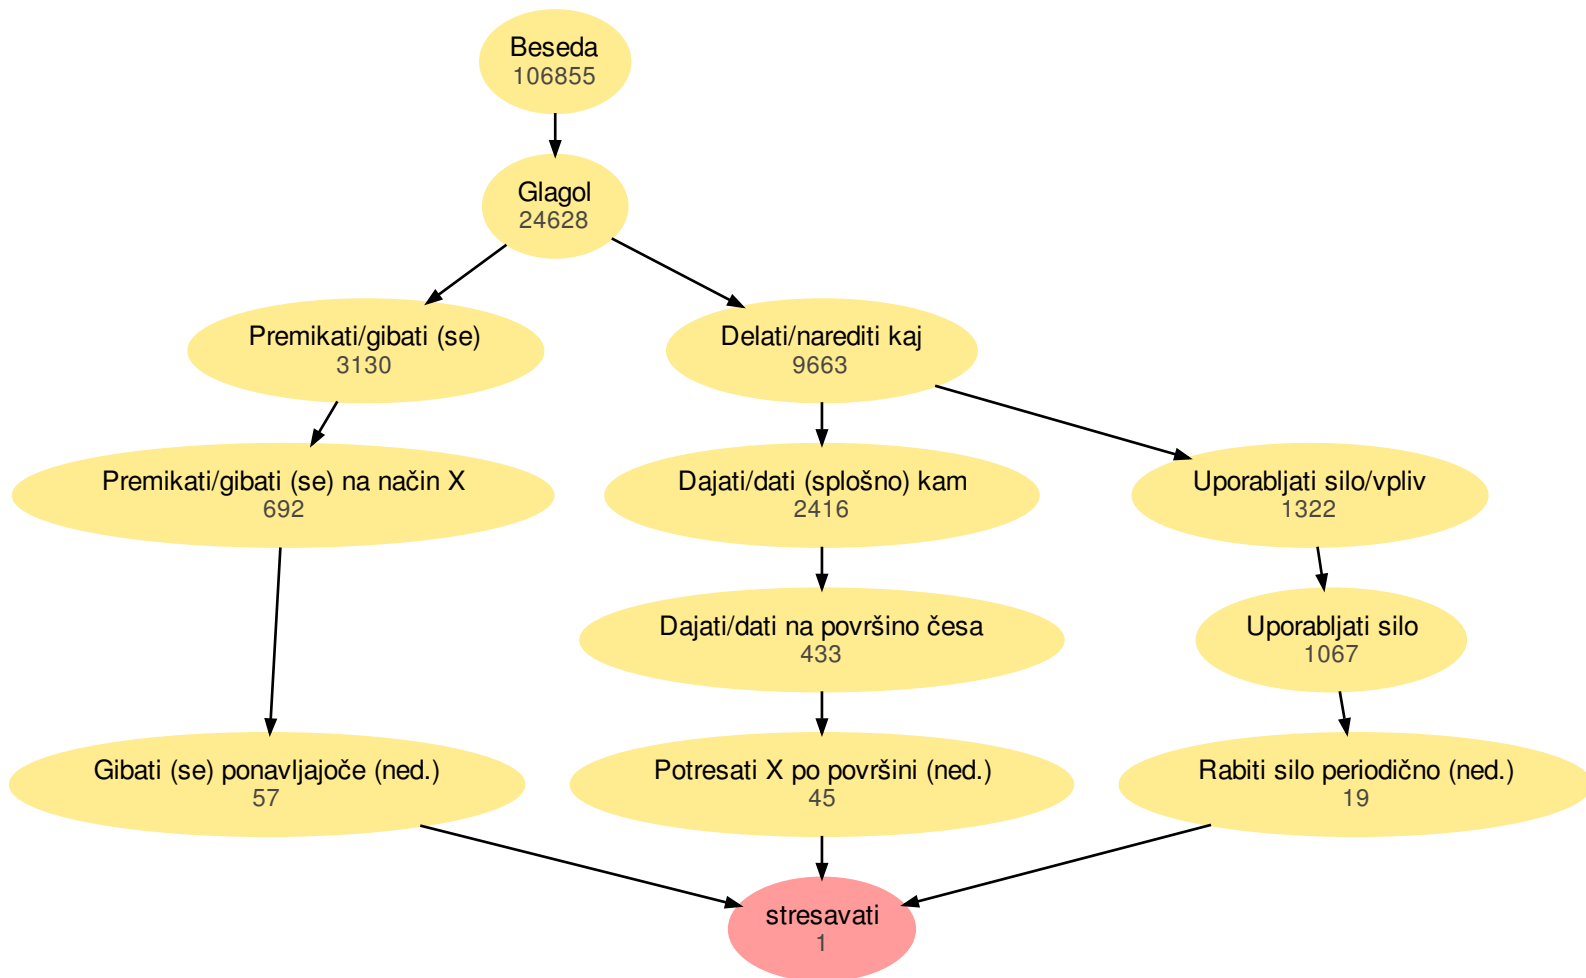 Beseda
106855
Glagol
24628
Premikati/gibati (se)
3130
Delati/narediti kaj
9663
Premikati/gibati (se) na način X
692
Dajati/dati (splošno) kam
2416
Uporabljati silo/vpliv
1322
Dajati/dati na površino česa
433
Uporabljati silo
1067
Gibati (se) ponavljajoče (ned.)
57
Potresati X po površini (ned.)
45
Rabiti silo periodično (ned.)
19
stresavati
1